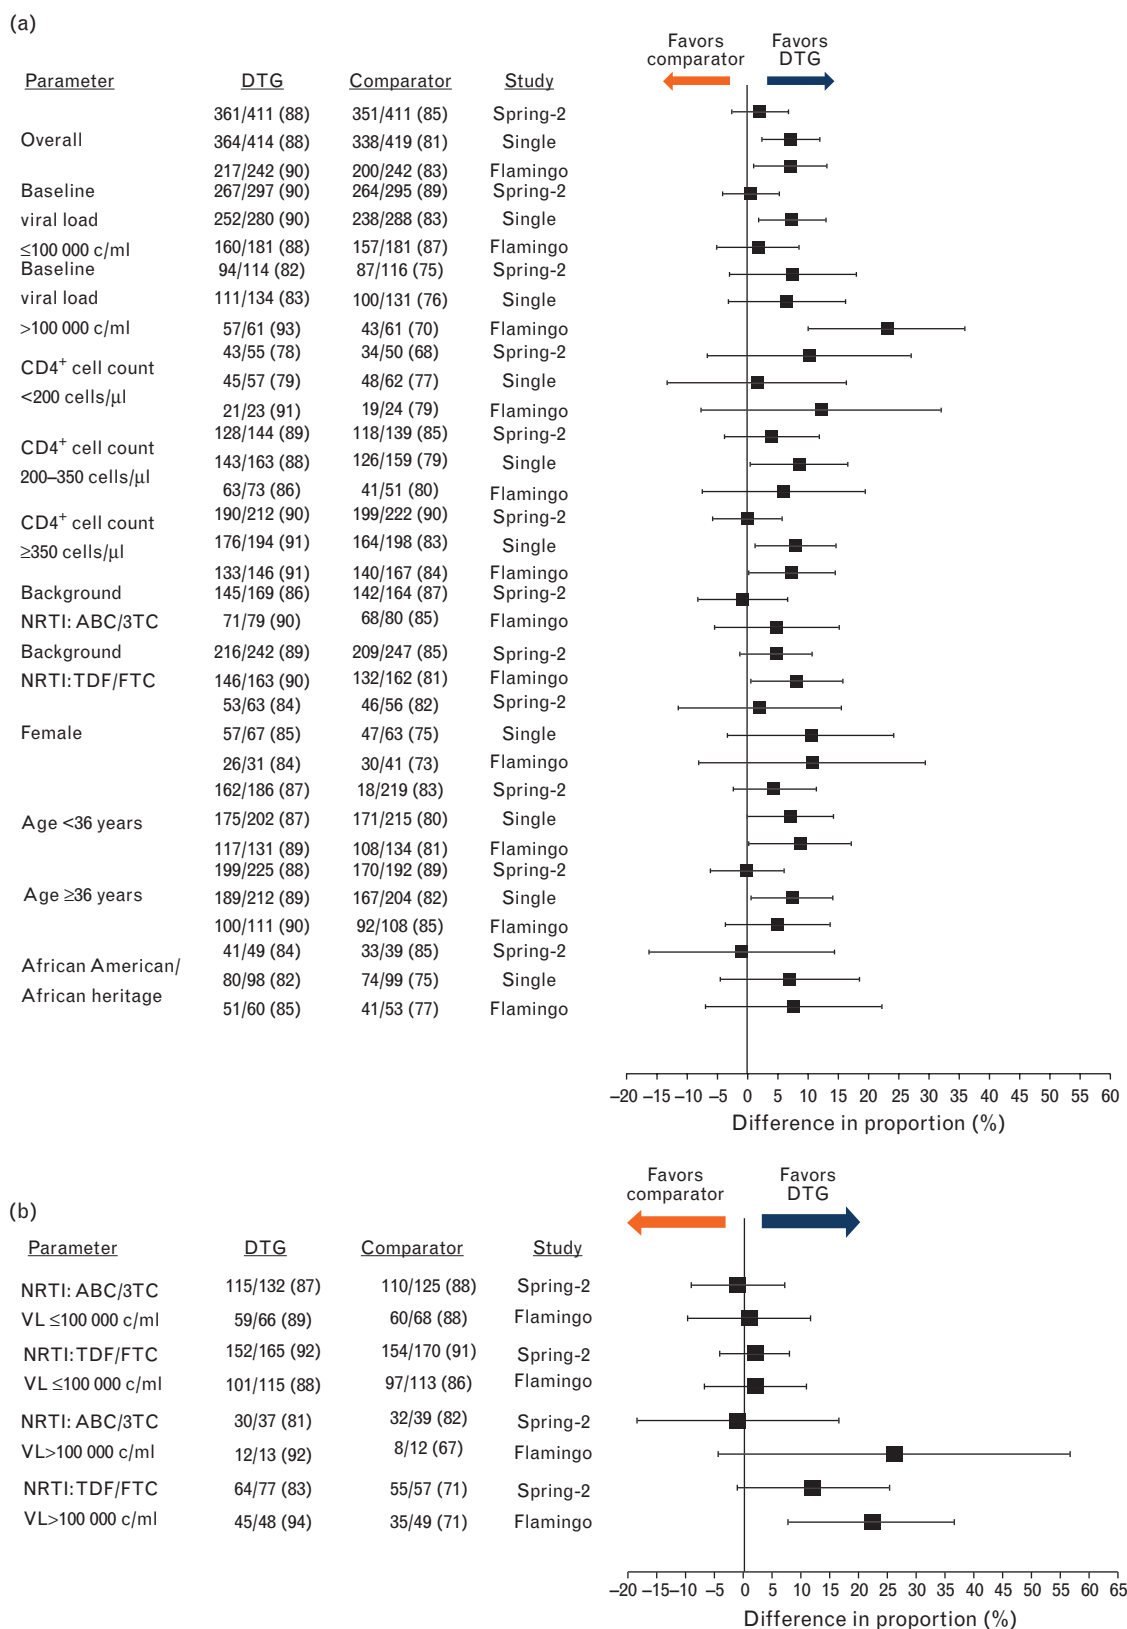 (a)
Favors Favors
comparator DTG
Parameter DTG Comparator Study
361/411 (88) 351/411 (85) Spring-2
Overall 364/414 (88) 338/419 (81) Single
217/242 (90) 200/242 (83) Flamingo
Baseline 267/297 (90) 264/295 (89) Spring-2
viral load 252/280 (90) 238/288 (83) Single
≤100 000 c/ml 160/181 (88) 157/181 (87) Flamingo
Baseline 94/114 (82) 87/116 (75) Spring-2
viral load 111/134 (83) 100/131 (76) Single
>100 000 c/ml 57/61 (93) 43/61 (70) Flamingo
43/55 (78) 34/50 (68) Spring-2
CD4+ cell count
45/57 (79) 48/62 (77) Single
<200 cells/μl
21/23 (91) 19/24 (79) Flamingo
128/144 (89) 118/139 (85) Spring-2
CD4+ cell count
143/163 (88) 126/159 (79) Single
200–350 cells/μl
63/73 (86) 41/51 (80) Flamingo
190/212 (90) 199/222 (90) Spring-2
CD4+ cell count
176/194 (91) 164/198 (83) Single
≥350 cells/μl
133/146 (91) 140/167 (84) Flamingo
Background 145/169 (86) 142/164 (87) Spring-2
NRTI: ABC/3TC 71/79 (90) 68/80 (85) Flamingo
Background 216/242 (89) 209/247 (85) Spring-2
NRTI:TDF/FTC 146/163 (90) 132/162 (81) Flamingo
53/63 (84) 46/56 (82) Spring-2
Female 57/67 (85) 47/63 (75) Single
26/31 (84) 30/41 (73) Flamingo
162/186 (87) 18/219 (83) Spring-2
Age <36 years 175/202 (87) 171/215 (80) Single
117/131 (89) 108/134 (81) Flamingo
199/225 (88) 170/192 (89) Spring-2
Age ≥36 years 189/212 (89) 167/204 (82) Single
100/111 (90) 92/108 (85) Flamingo
41/49 (84) 33/39 (85) Spring-2
African American/
80/98 (82) 74/99 (75) Single
African heritage
51/60 (85) 41/53 (77) Flamingo
–20 –15 –10 –5 0 5 10 15 20 25 30 35 40 45 50 55 60
Difference in proportion (%)
Favors Favors
comparator DTG
(b)
Parameter DTG Comparator Study
NRTI: ABC/3TC 115/132 (87) 110/125 (88) Spring-2
VL ≤100 000 c/ml 59/66 (89) 60/68 (88) Flamingo
NRTI:TDF/FTC 152/165 (92) 154/170 (91) Spring-2
VL ≤100 000 c/ml 101/115 (88) 97/113 (86) Flamingo
NRTI: ABC/3TC 30/37 (81) 32/39 (82) Spring-2
VL>100 000 c/ml 12/13 (92) 8/12 (67) Flamingo
NRTI:TDF/FTC 64/77 (83) 55/57 (71) Spring-2
VL>100 000 c/ml 45/48 (94) 35/49 (71) Flamingo
–20 –15–10 –5 0 5 10 15 20 25 30 35 40 45 50 55 60 65
Difference in proportion (%)